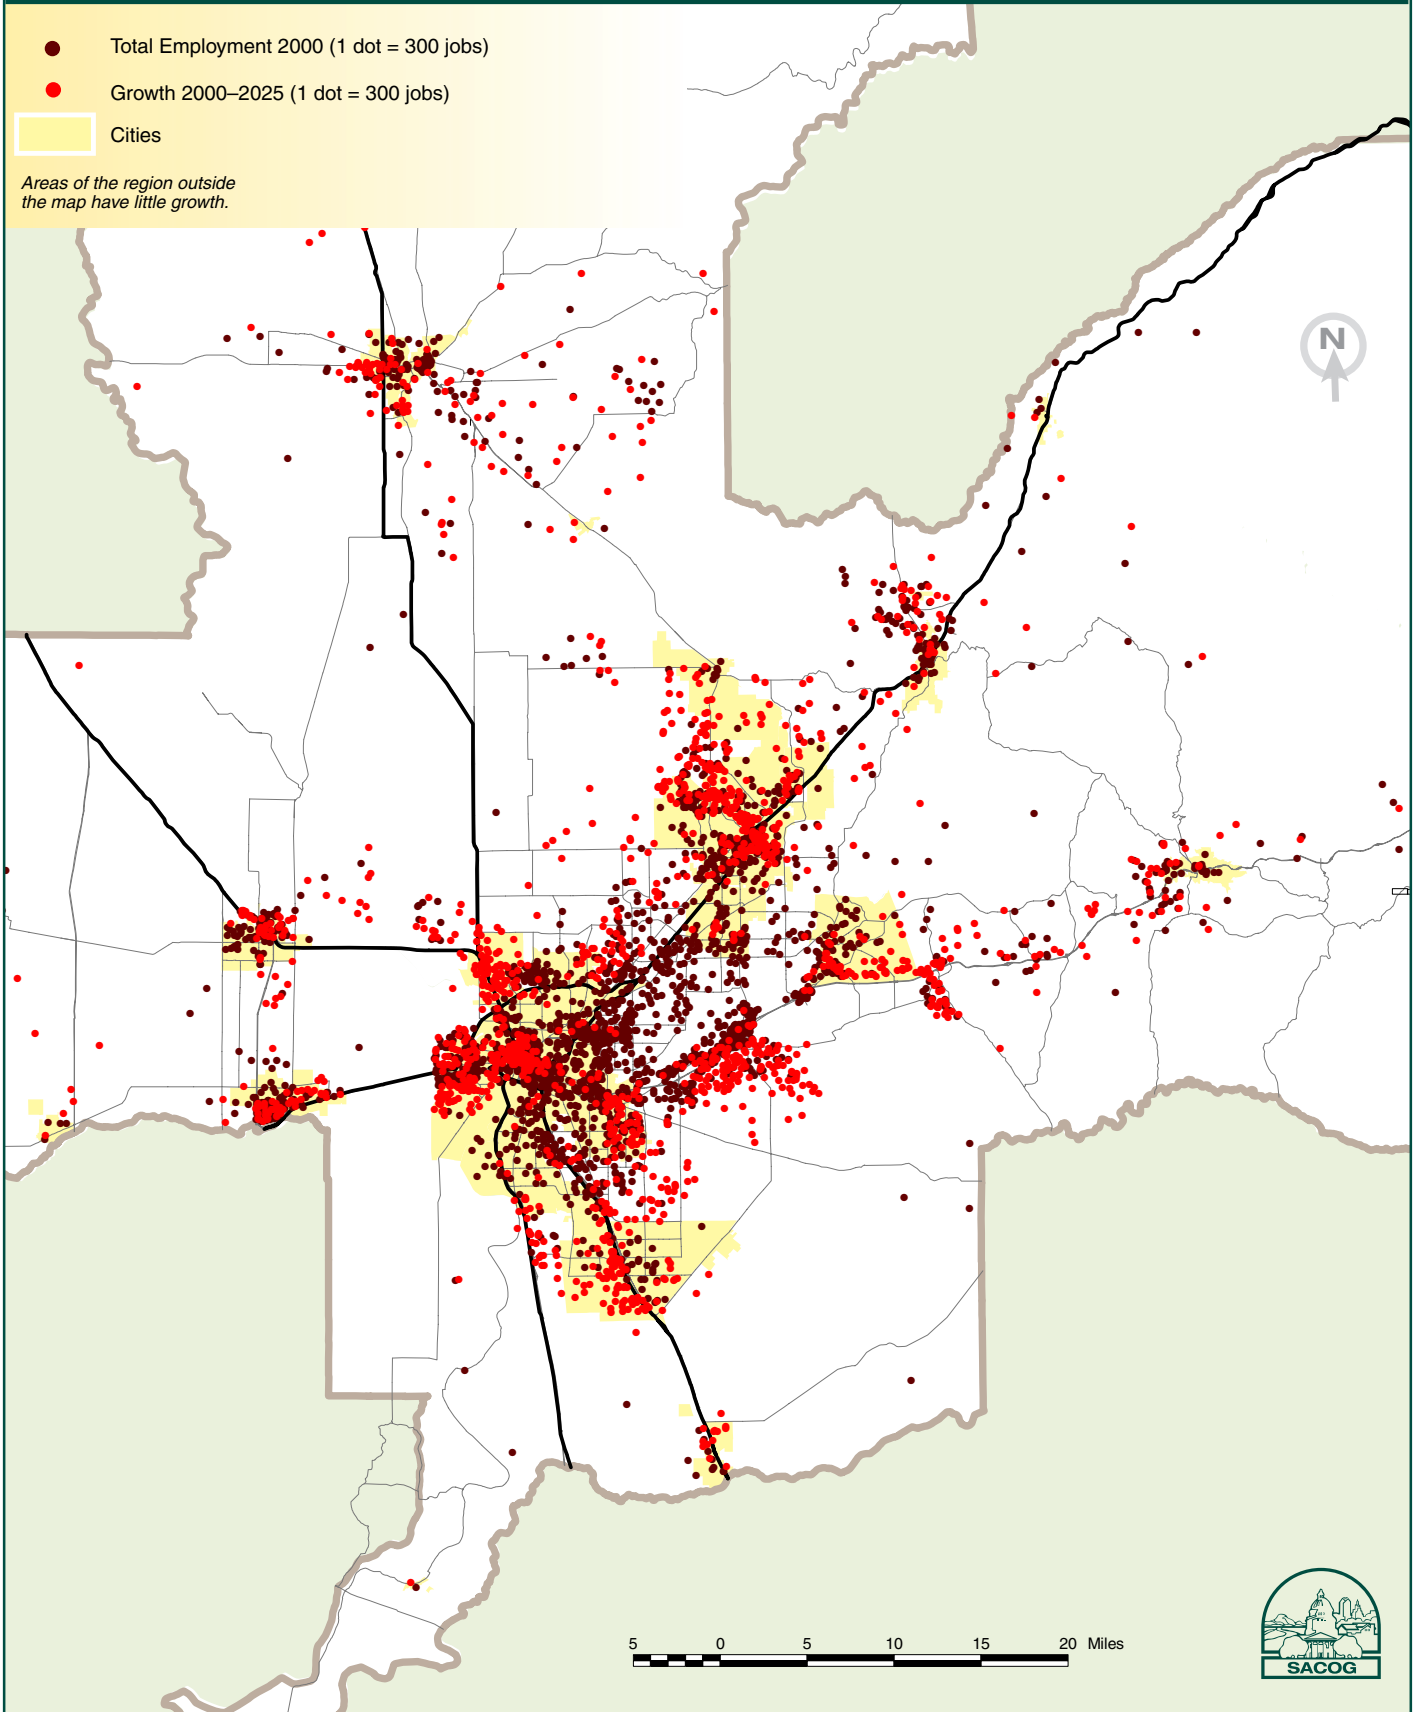 Total Employment 2000 (1 dot = 300 jobs)
Growth 2000–2025 (1 dot = 300 jobs)
Cities
Areas of the region outside
the map have little growth.
N
5 0 5 10 15 20 Miles
SACOG